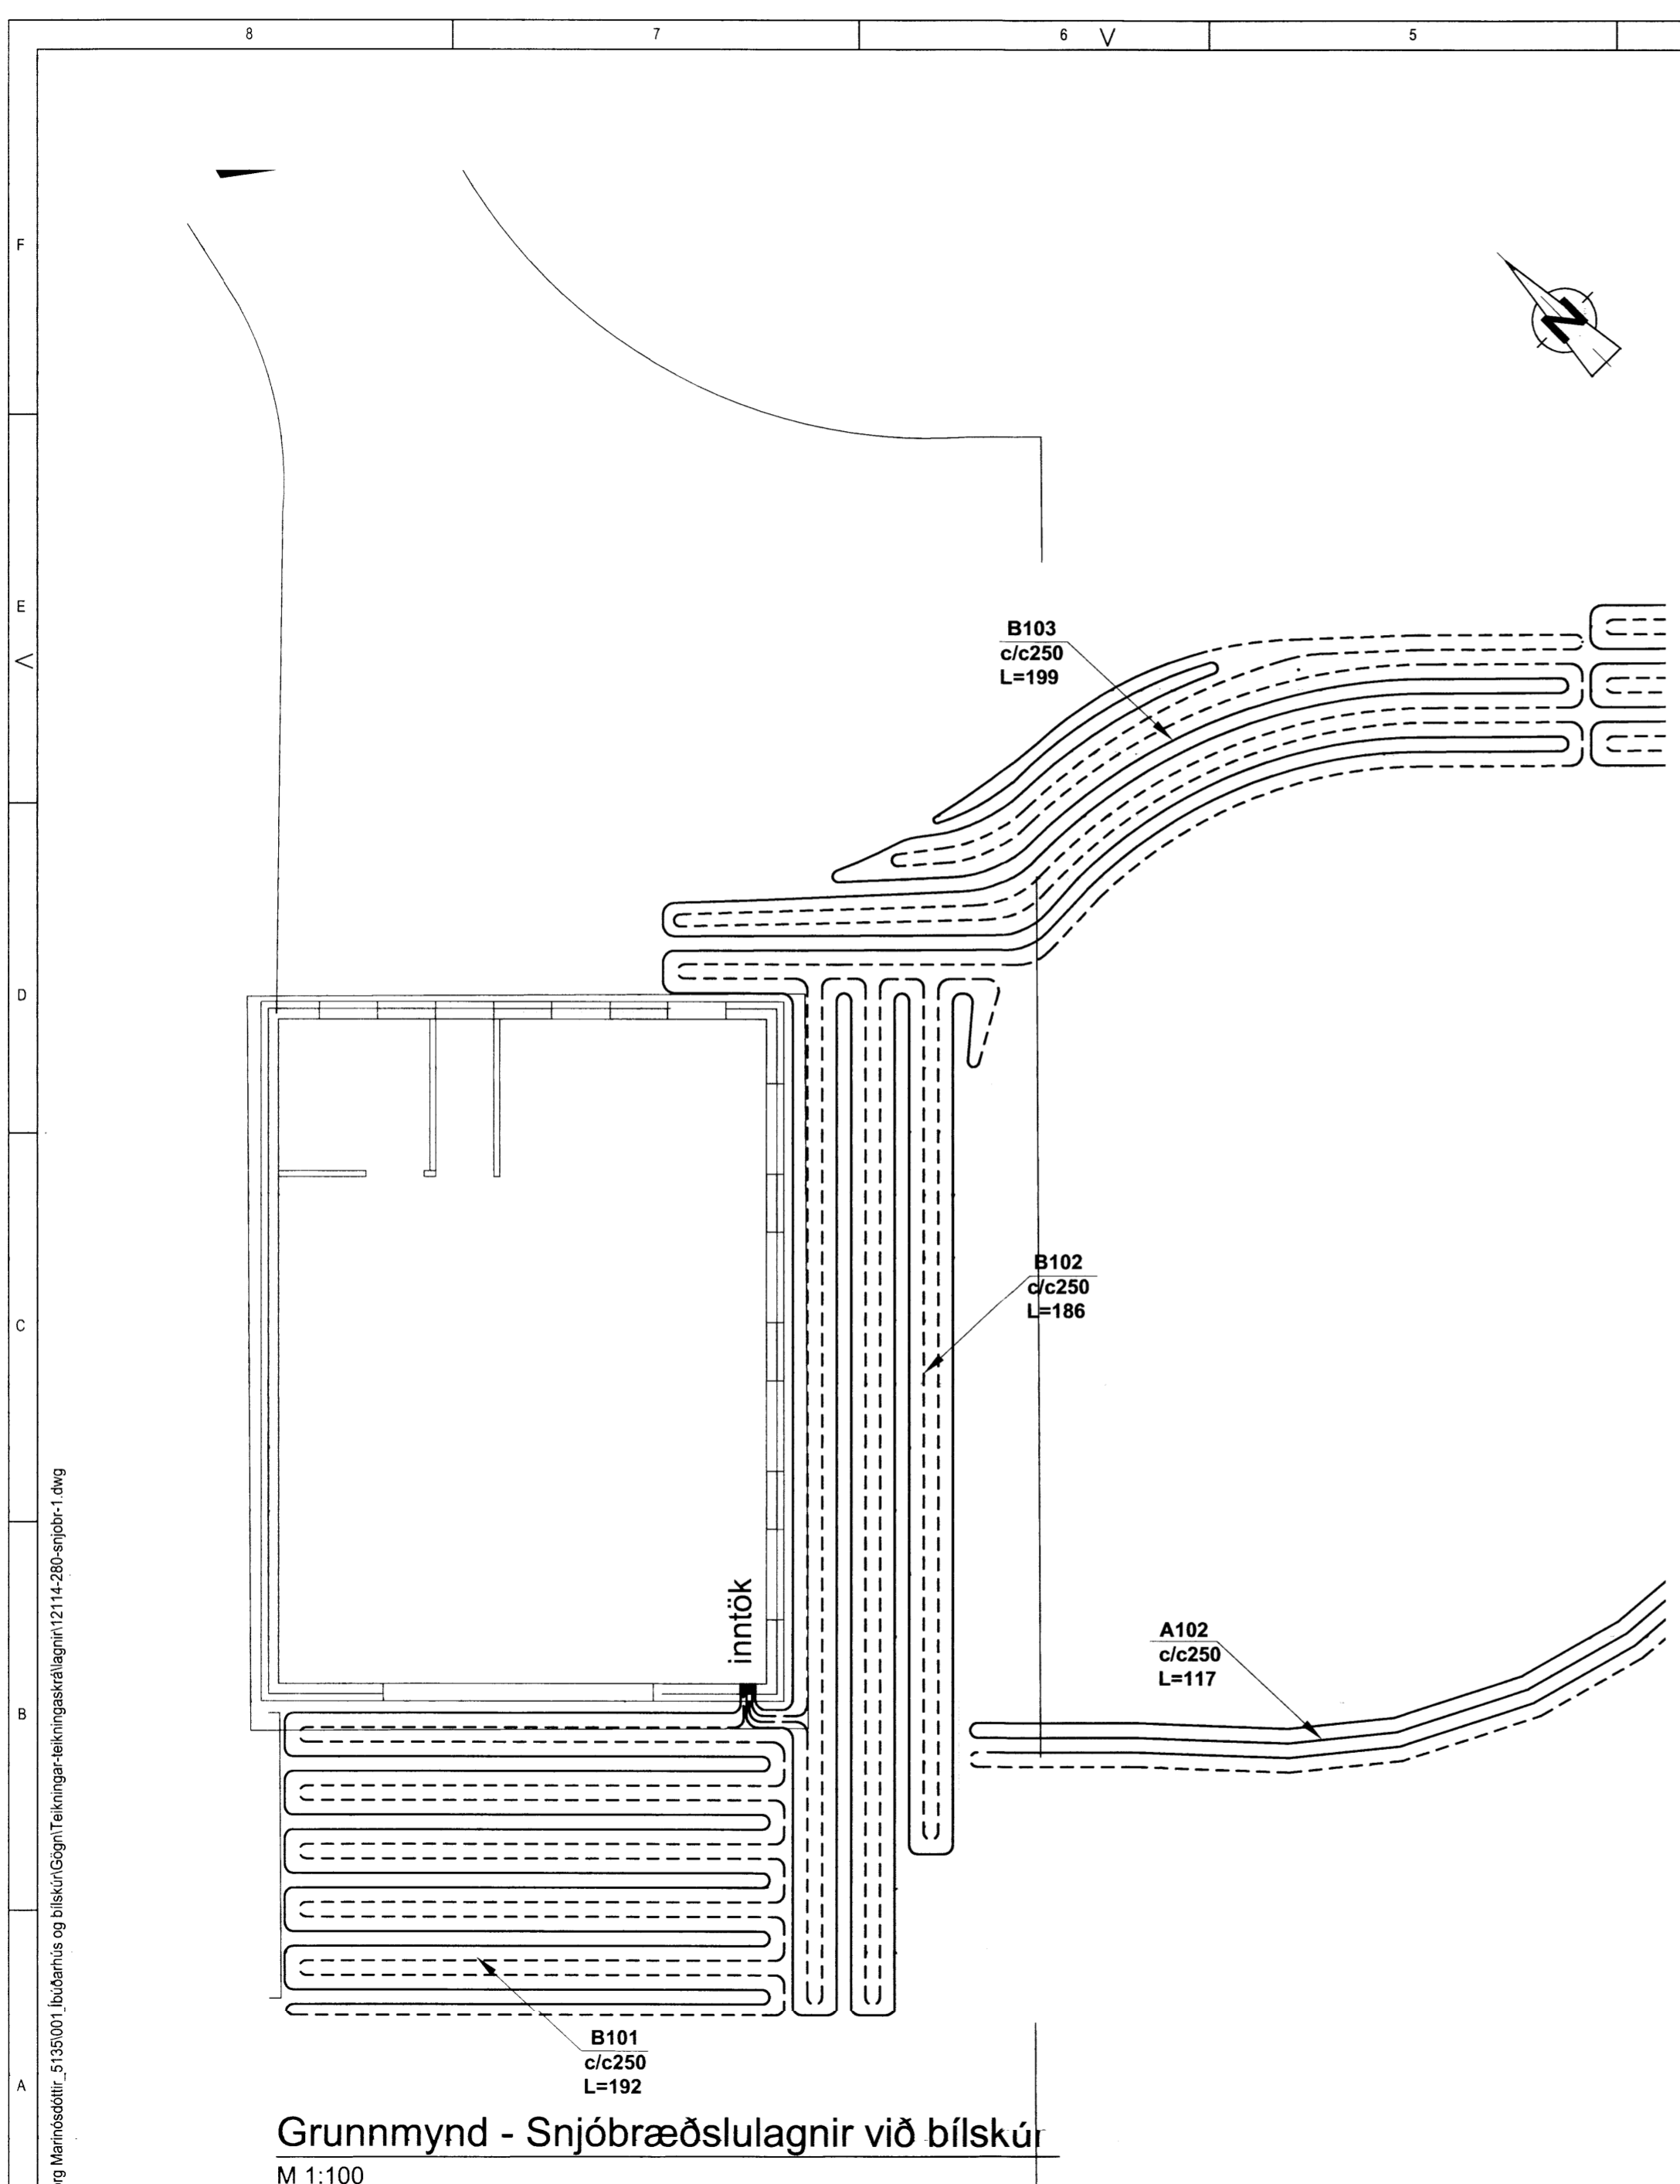 8 7 6 5
F
E
D
C
B
A
N
B103
c/c250
L=199
B102
c/c250
L=186
inntök
A102
c/c250
L=117
B101
c/c250
L=192
Grunnmynd - Snjóbræðslulagnir við bílskúr
M 1:100
rg Marinósdóttir_5135\001_Íbúðarhús og bílskúr\Gögn\Teikningar-teikningaskrá\lagnir\12114-280-snjobr-1.dwg